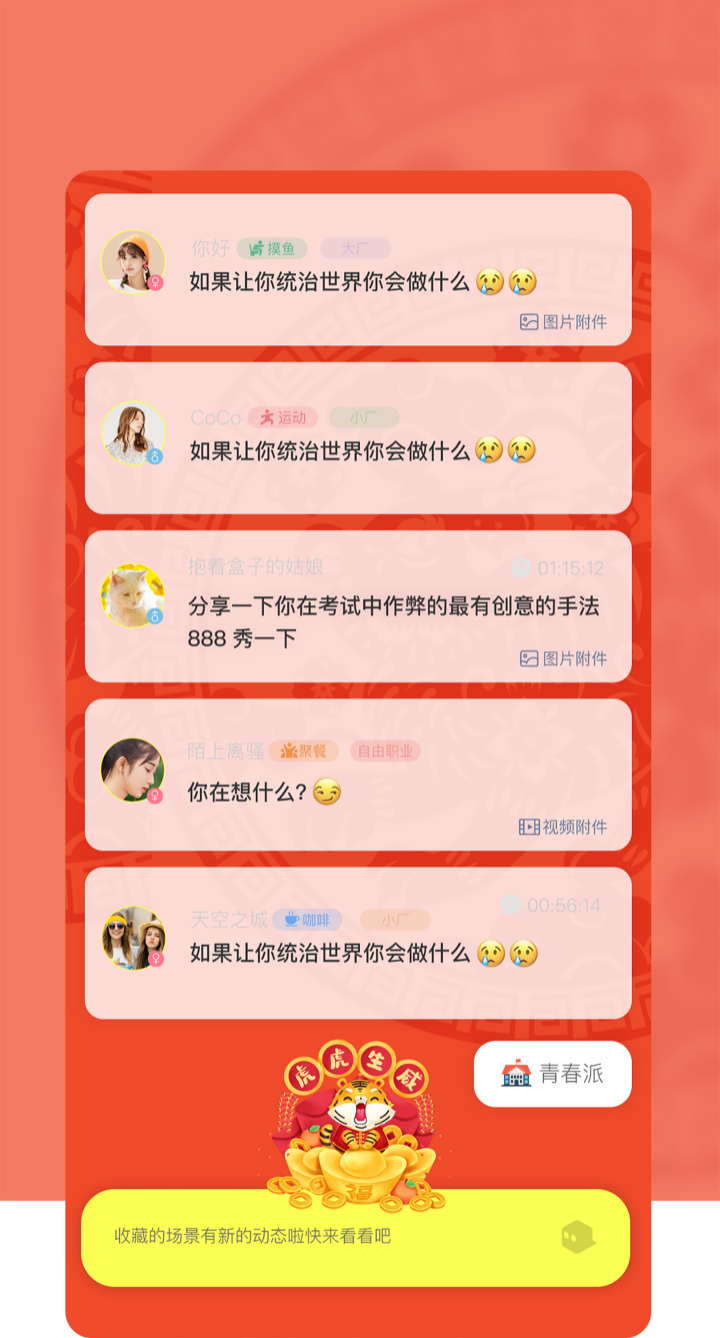 你好 摸鱼 大厂
如果让你统治世界你会做什么😢😢
图片附件
CoCo 运动 小厂
如果让你统治世界你会做什么😢😢
抱着盒子的姑娘 01:15:12
分享一下你在考试中作弊的最有创意的手法
888 秀一下
图片附件
陌上离骚 聚餐 自由职业
你在想什么?😏
视频附件
00:56:14
天空之城 咖啡 小厂
如果让你统治世界你会做什么😢😢
虎虎生威
青春派
福
收藏的场景有新的动态啦快来看看吧